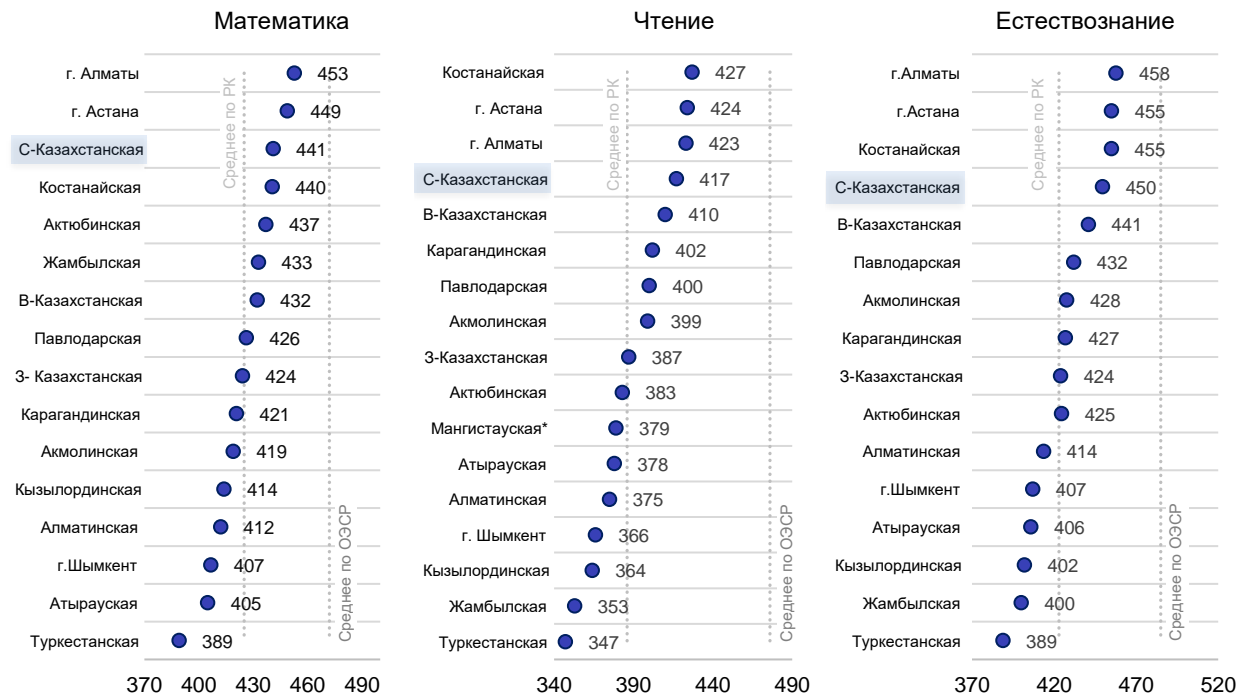 Математика
г. Алматы 453
г. Астана 449
С-Казахстанская 441
Костанайская 440
Актюбинская 437
Жамбылская 433
В-Казахстанская 432
Павлодарская 426
З- Казахстанская 424
Карагандинская 421
Акмолинская 419
Кызылординская 414
Алматинская 412
г.Шымкент 407
Атырауская 405
Туркестанская 389
Среднее по РК
Среднее по ОЭСР
370 400 430 460 490
Чтение
Костанайская 427
г. Астана 424
г. Алматы 423
С-Казахстанская 417
В-Казахстанская 410
Карагандинская 402
Павлодарская 400
Акмолинская 399
З-Казахстанская 387
Актюбинская 383
Мангистауская* 379
Атырауская 378
Алматинская 375
г. Шымкент 366
Кызылординская 364
Жамбылская 353
Туркестанская 347
Среднее по РК
Среднее по ОЭСР
340 390 440 490
Естествознание
г.Алматы 458
г.Астана 455
Костанайская 455
С-Казахстанская 450
В-Казахстанская 441
Павлодарская 432
Акмолинская 428
Карагандинская 427
З-Казахстанская 424
Актюбинская 425
Алматинская 414
г.Шымкент 407
Атырауская 406
Кызылординская 402
Жамбылская 400
Туркестанская 389
Среднее по РК
Среднее по ОЭСР
370 420 470 520